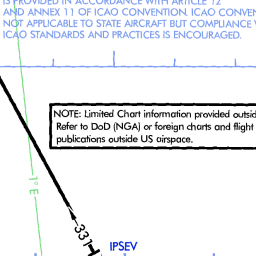 IS PROVIDED IN ACCORDANCE WITH ARTICLE 12
AND ANNEX 11 OF ICAO CONVENTION. ICAO
NOT APPLICABLE TO STATE AIRCRAFT BUT COMPLIANCE
ICAO STANDARDS AND PRACTICES IS ENCOURAGED.
NOTE: Limited Chart information provided
Refer to DoD (NGA) or foreign charts and flight
publications outside US airspace.
1°E
331
IPSEV